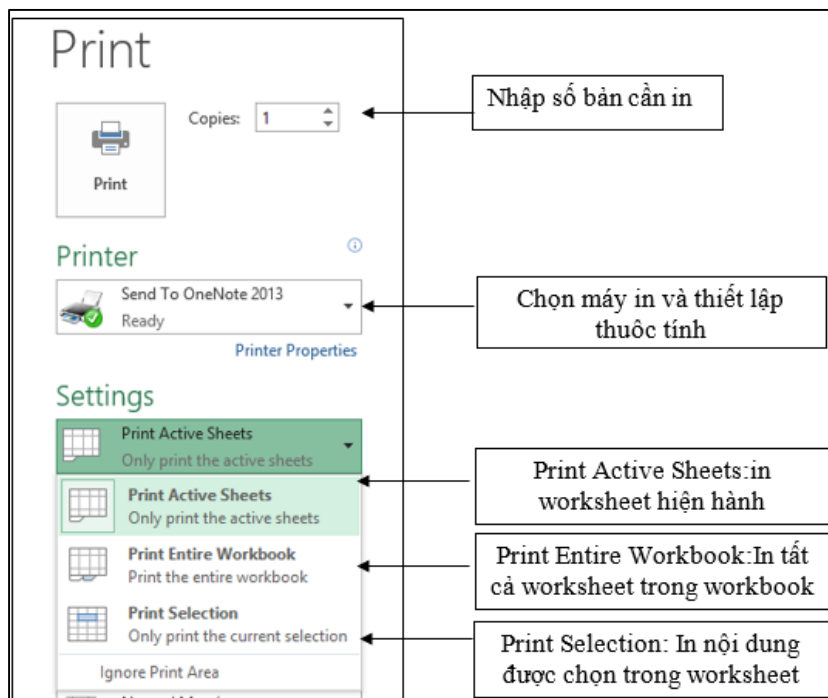 Print
Copies: 1
Nhập số bản cần in
Print
Printer
Send To OneNote 2013
Ready
Chọn máy in và thiết lập
thuôc tính
Printer Properties
Settings
Print Active Sheets
Only print the active sheets
Print Active Sheets
Only print the active sheets
Print Active Sheets:in
worksheet hiện hành
Print Entire Workbook
Print the entire workbook
Print Entire Workbook:In tất
cả worksheet trong workbook
Print Selection
Only print the current selection
Print Selection: In nội dung
được chọn trong worksheet
Ignore Print Area